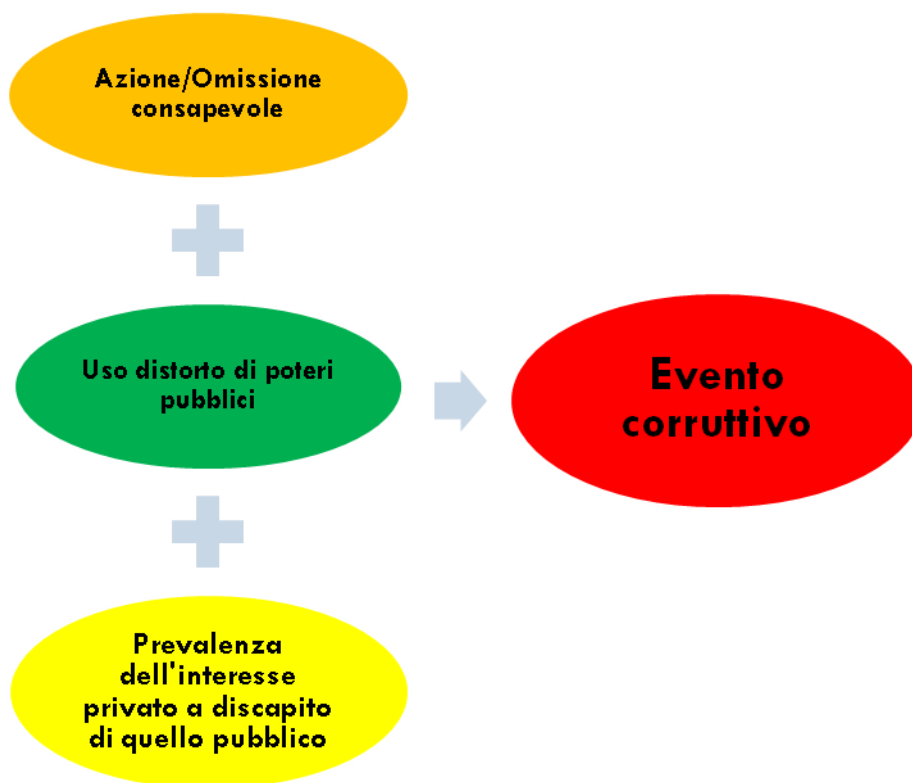 Azione/Omissione
consapevole
Uso distorto di poteri
pubblici
Evento
corruttivo
Prevalenza
dell'interesse
privato a discapito
di quello pubblico